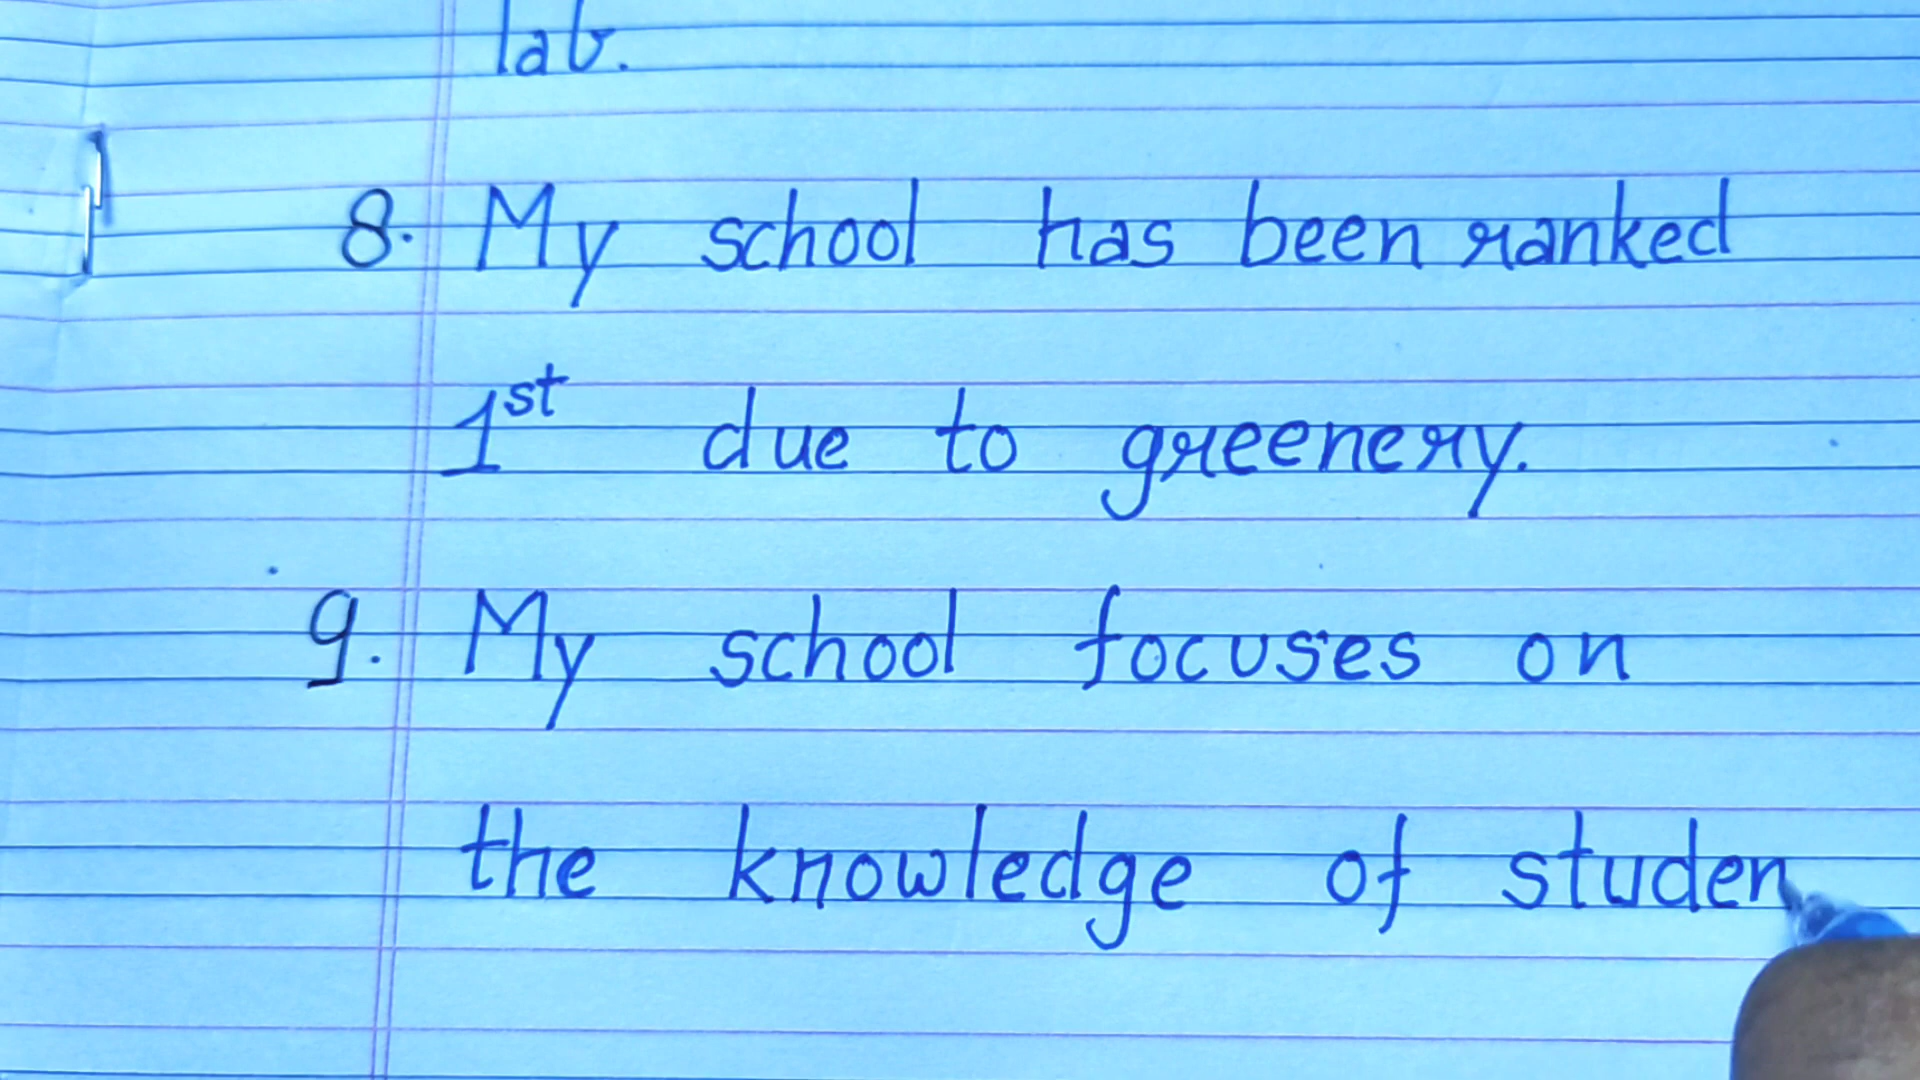 lab.
8. My school has been ranked
1st due to greenery.
9. My school focuses on
the knowledge of studen